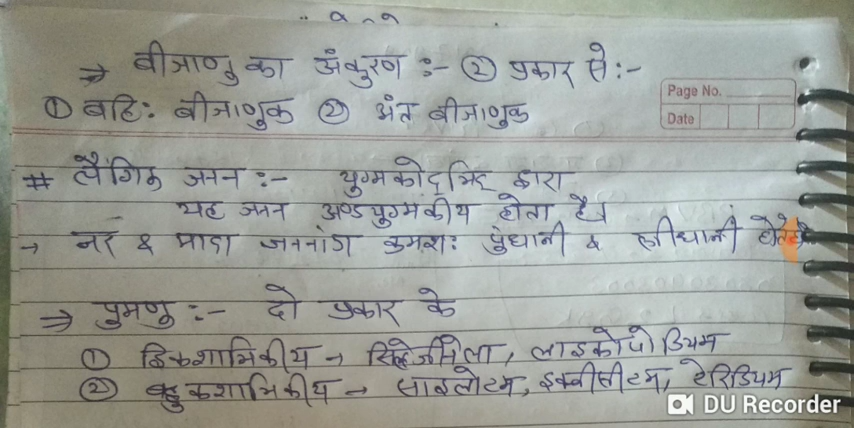 ⇒ बीजाणु का अंकुरण :- ② प्रकार से :-
① बहि: बीजाणुक ② अंत बीजाणुक
Page No.
Date
# लैंगिक जनन :- युग्मकोद्भिद द्वारा
यह जनन अण्डयुग्मकीय होता है।
→ नर & मादा जननांग क्रमश: पुंधानी & स्त्रीधानी होते है
⇒ पुमणु :- दो प्रकार के
① द्विकशाभिकीय → सिलेजिनेला, लाइकोपोडियम
② बहुकशाभिकीय → साइलोटम, इक्वीसीटम, टेरिडियम
DU Recorder